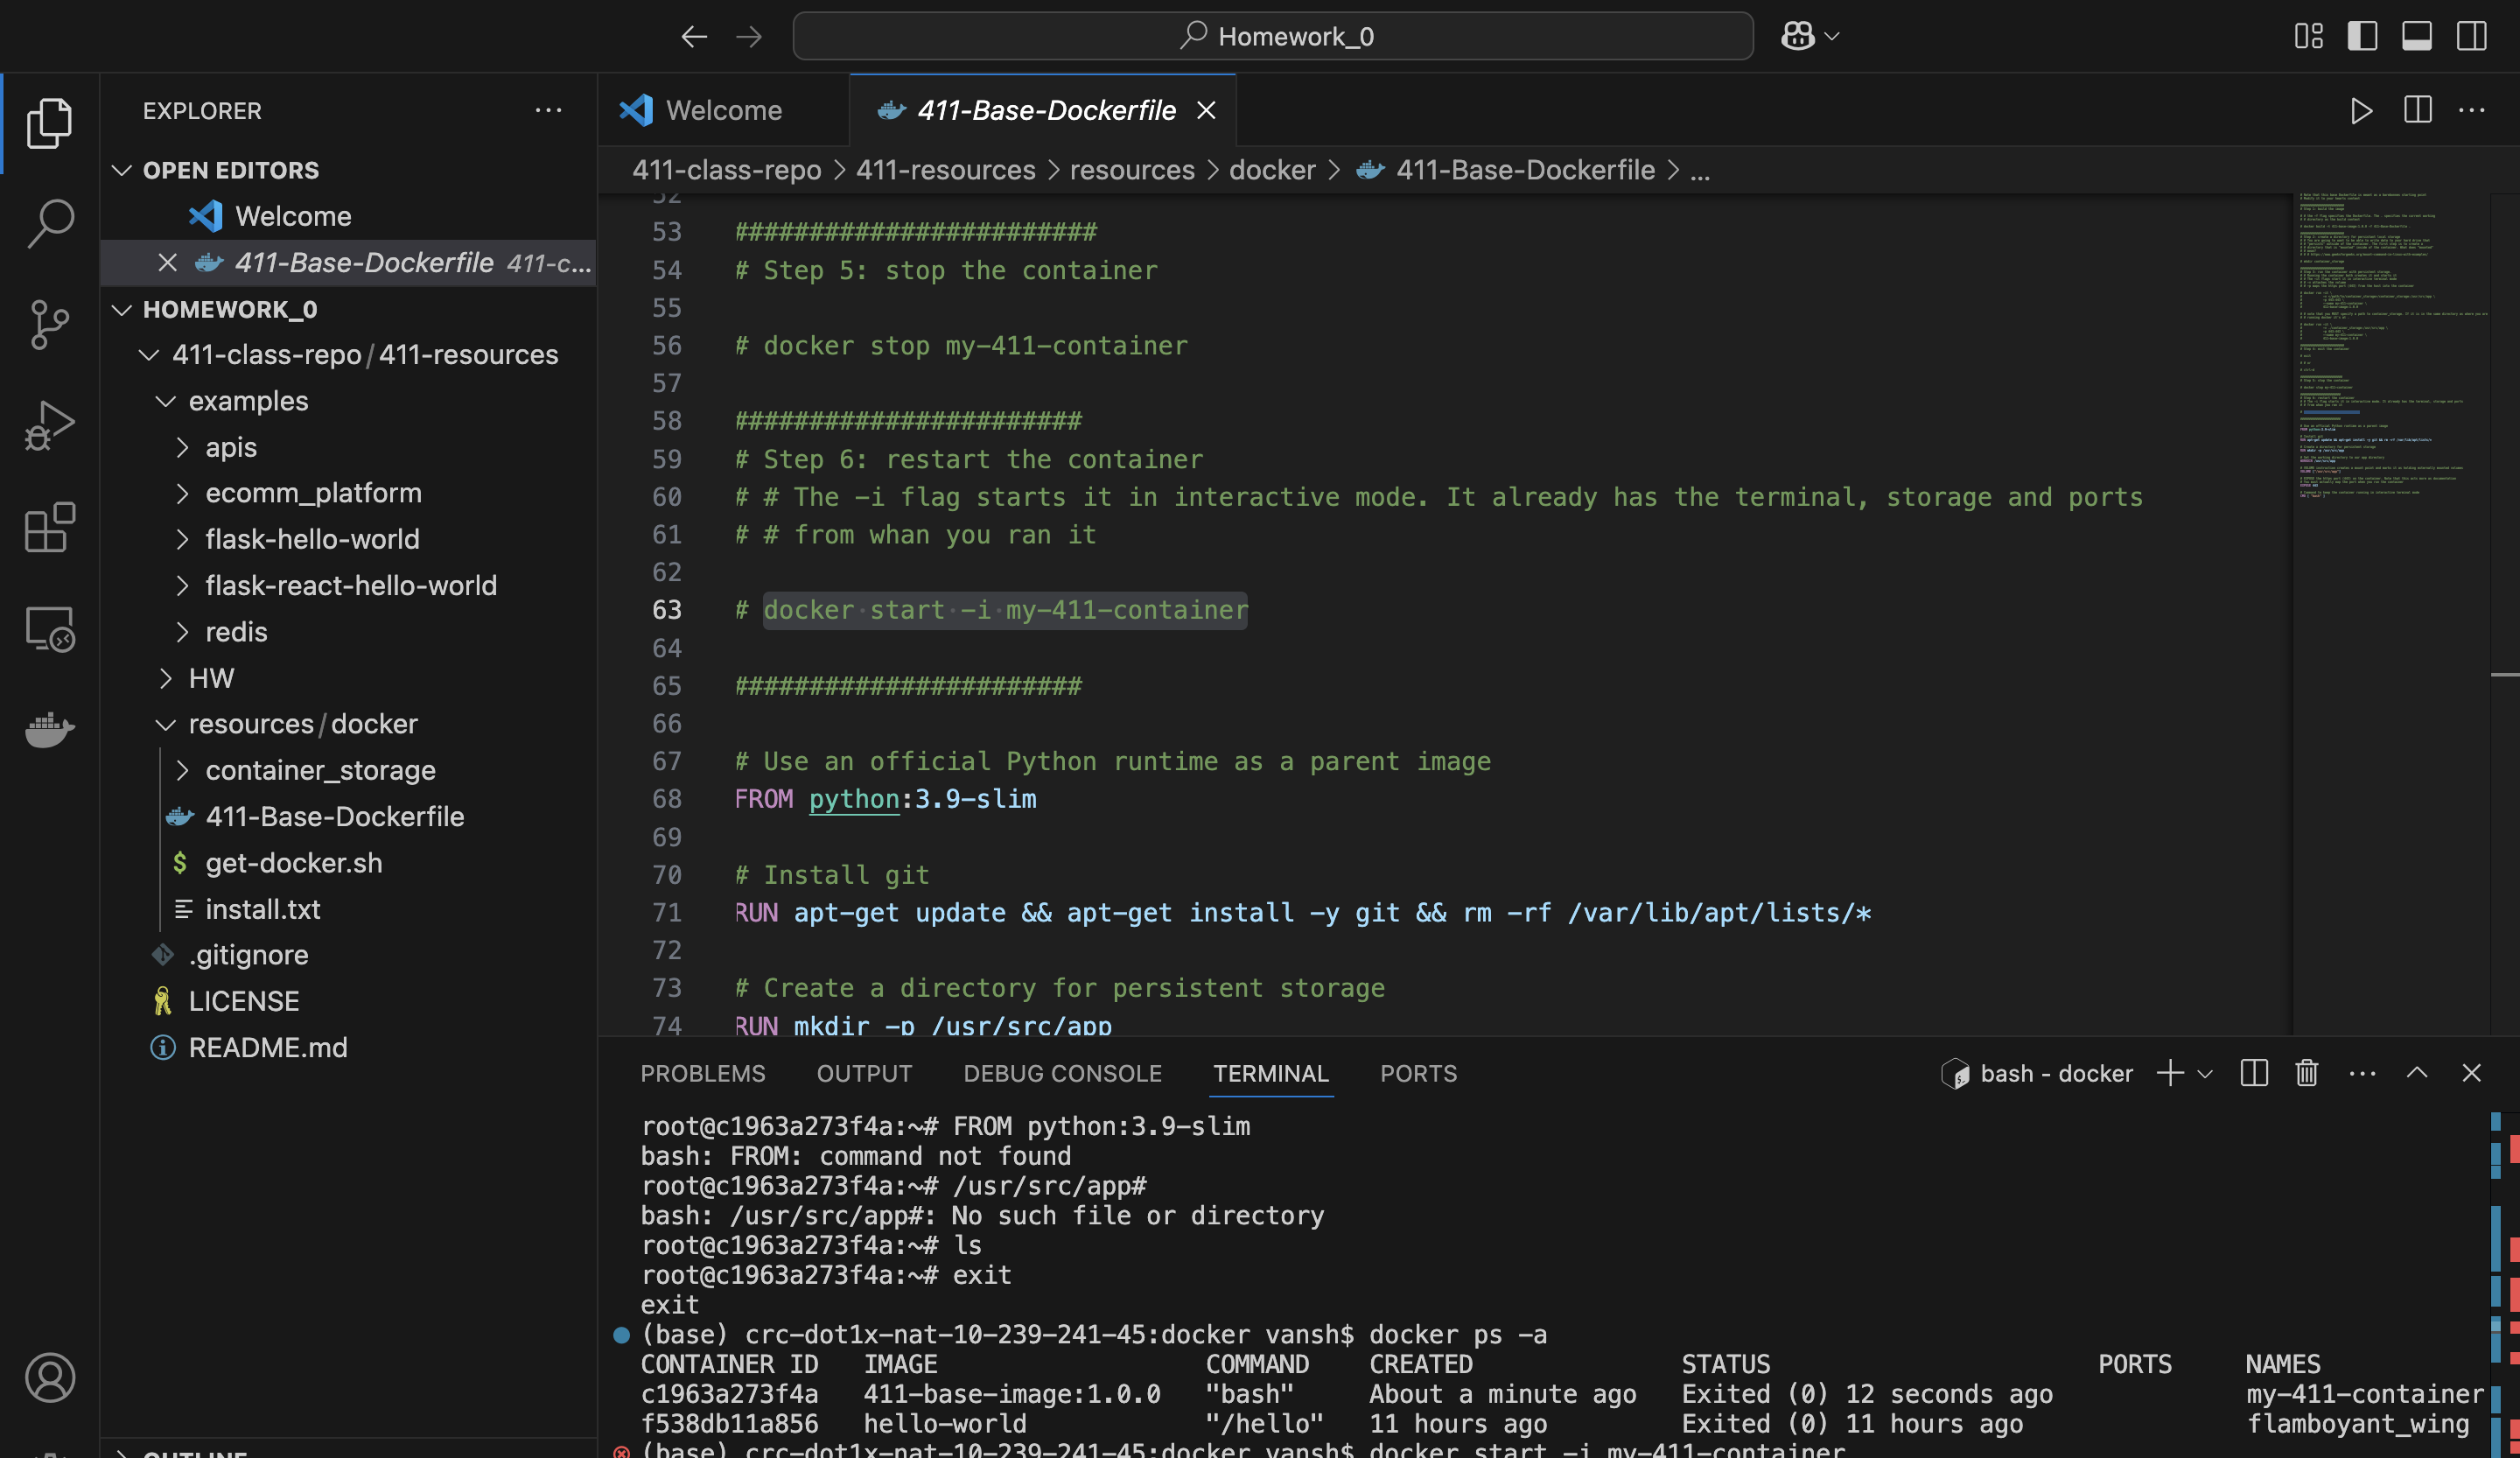 Homework_0
EXPLORER
OPEN EDITORS
Welcome
411-Base-Dockerfile 411-c...
HOMEWORK_0
411-class-repo / 411-resources
examples
apis
ecomm_platform
flask-hello-world
flask-react-hello-world
redis
HW
resources / docker
container_storage
411-Base-Dockerfile
get-docker.sh
install.txt
.gitignore
LICENSE
README.md
OUTLINE
Welcome
411-Base-Dockerfile
411-class-repo > 411-resources > resources > docker > 411-Base-Dockerfile > ...
52
53 ########################
54 # Step 5: stop the container
55
56 # docker stop my-411-container
57
58 #######################
59 # Step 6: restart the container
60 # # The -i flag starts it in interactive mode. It already has the terminal, storage and ports
61 # # from whan you ran it
62
63 # docker start -i my-411-container
64
65 #######################
66
67 # Use an official Python runtime as a parent image
68 FROM python:3.9-slim
69
70 # Install git
71 RUN apt-get update && apt-get install -y git && rm -rf /var/lib/apt/lists/*
72
73 # Create a directory for persistent storage
74 RUN mkdir -p /usr/src/app
PROBLEMS OUTPUT DEBUG CONSOLE TERMINAL PORTS
bash - docker
root@c1963a273f4a:~# FROM python:3.9-slim
bash: FROM: command not found
root@c1963a273f4a:~# /usr/src/app#
bash: /usr/src/app#: No such file or directory
root@c1963a273f4a:~# ls
root@c1963a273f4a:~# exit
exit
(base) crc-dot1x-nat-10-239-241-45:docker vansh$ docker ps -a
CONTAINER ID IMAGE COMMAND CREATED STATUS PORTS NAMES
c1963a273f4a 411-base-image:1.0.0 "bash" About a minute ago Exited (0) 12 seconds ago my-411-container
f538db11a856 hello-world "/hello" 11 hours ago Exited (0) 11 hours ago flamboyant_wing
(base) crc-dot1x-nat-10-239-241-45:docker vansh$ docker start -i my-411-container